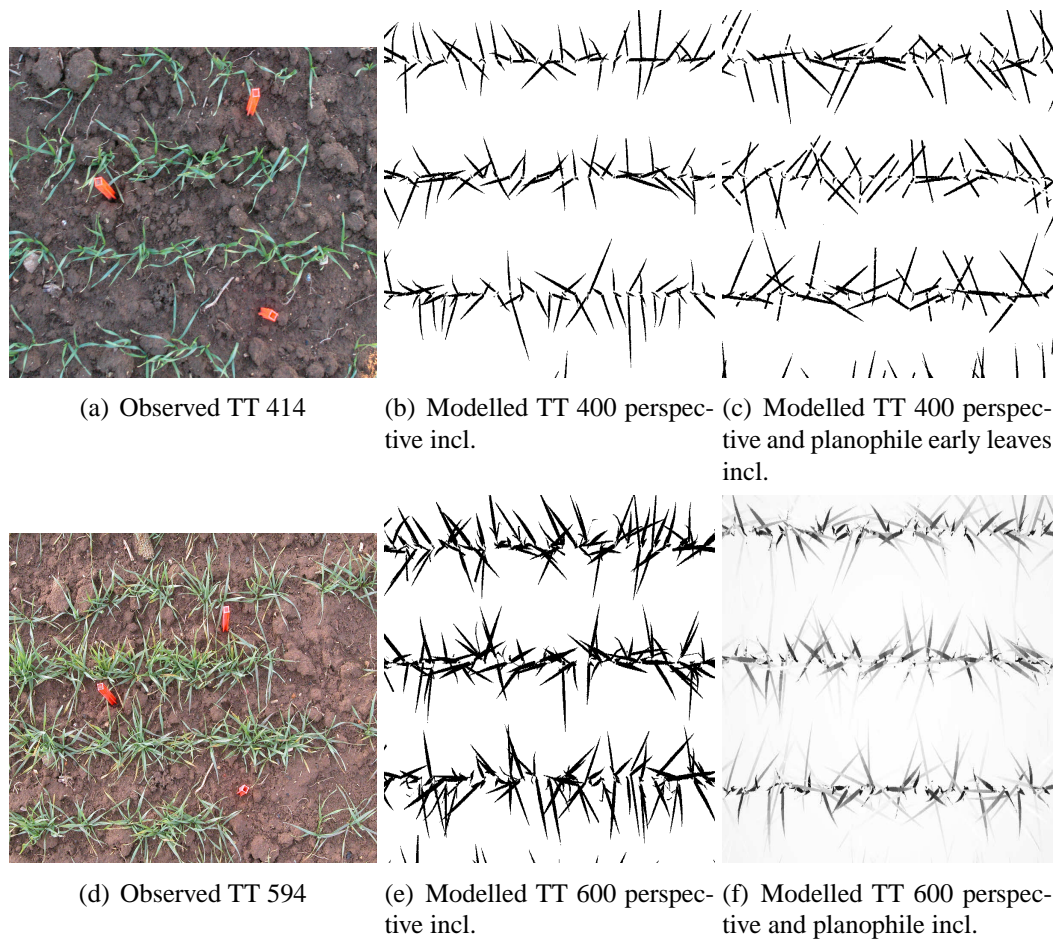 (a) Observed TT 414
(b) Modelled TT 400 perspec-
tive incl.
(c) Modelled TT 400 perspec-
tive and planophile early leaves
incl.
(d) Observed TT 594
(e) Modelled TT 600 perspec-
tive incl.
(f) Modelled TT 600 perspec-
tive and planophile incl.